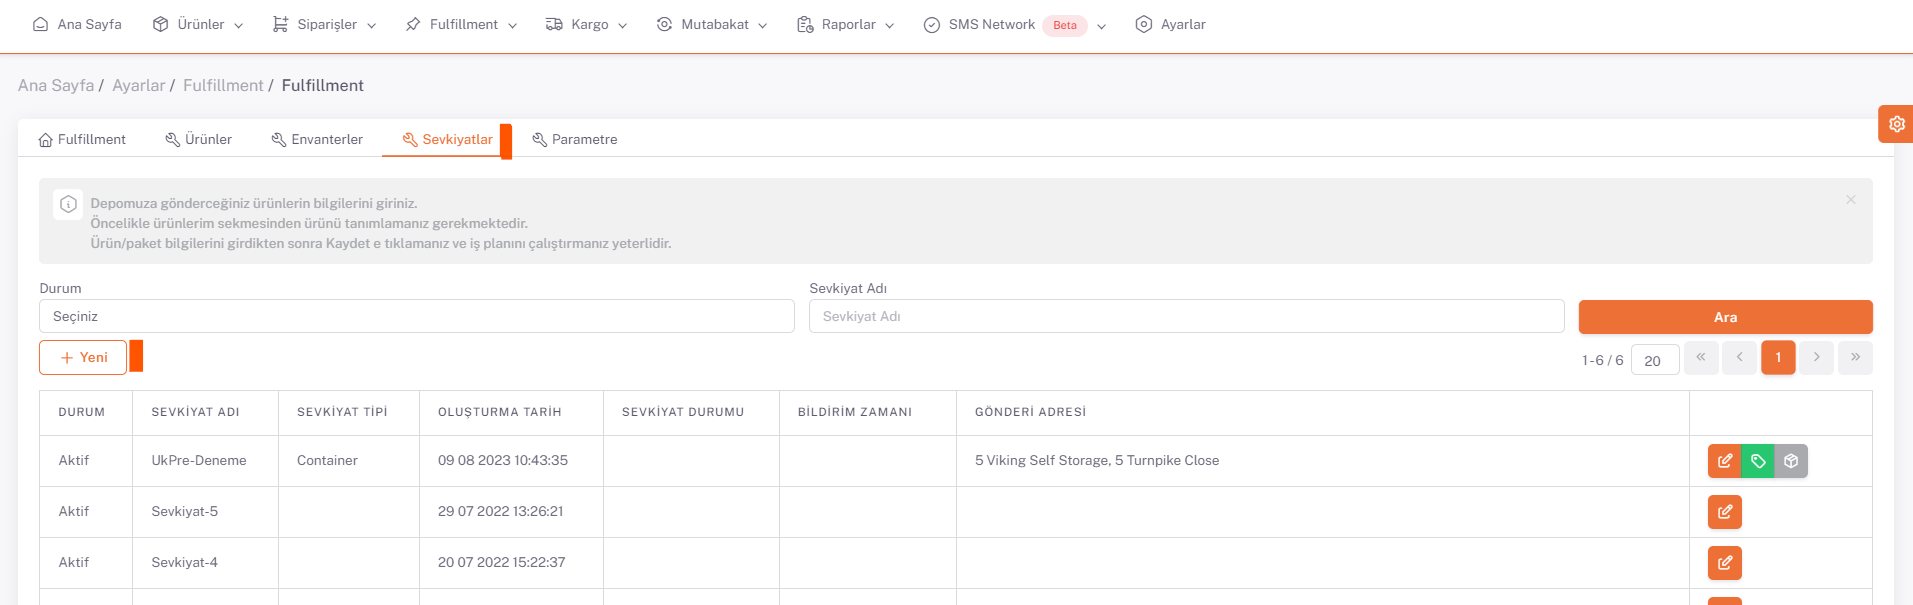 Ana Sayfa Ürünler Siparişler Fulfillment Kargo Mutabakat Raporlar SMS Network Beta Ayarlar
Ana Sayfa / Ayarlar / Fulfillment / Fulfillment
Fulfillment Ürünler Envanterler Sevkiyatlar Parametre
Depomuza göndereceğiniz ürünlerin bilgilerini giriniz.
Öncelikle ürünlerim sekmesinden ürünü tanımlamanız gerekmektedir.
Ürün/paket bilgilerini girdikten sonra Kaydet e tıklamanız ve iş planını çalıştırmanız yeterlidir.
Durum Sevkiyat Adı
Seçiniz Sevkiyat Adı Ara
+ Yeni 1-6 / 6 20 « < 1 > »
DURUM SEVKİYAT ADI SEVKİYAT TİPİ OLUŞTURMA TARİH SEVKİYAT DURUMU BİLDİRİM ZAMANI GÖNDERİ ADRESİ
Aktif UkPre-Deneme Container 09 08 2023 10:43:35 5 Viking Self Storage, 5 Turnpike Close
Aktif Sevkiyat-5 29 07 2022 13:26:21
Aktif Sevkiyat-4 20 07 2022 15:22:37